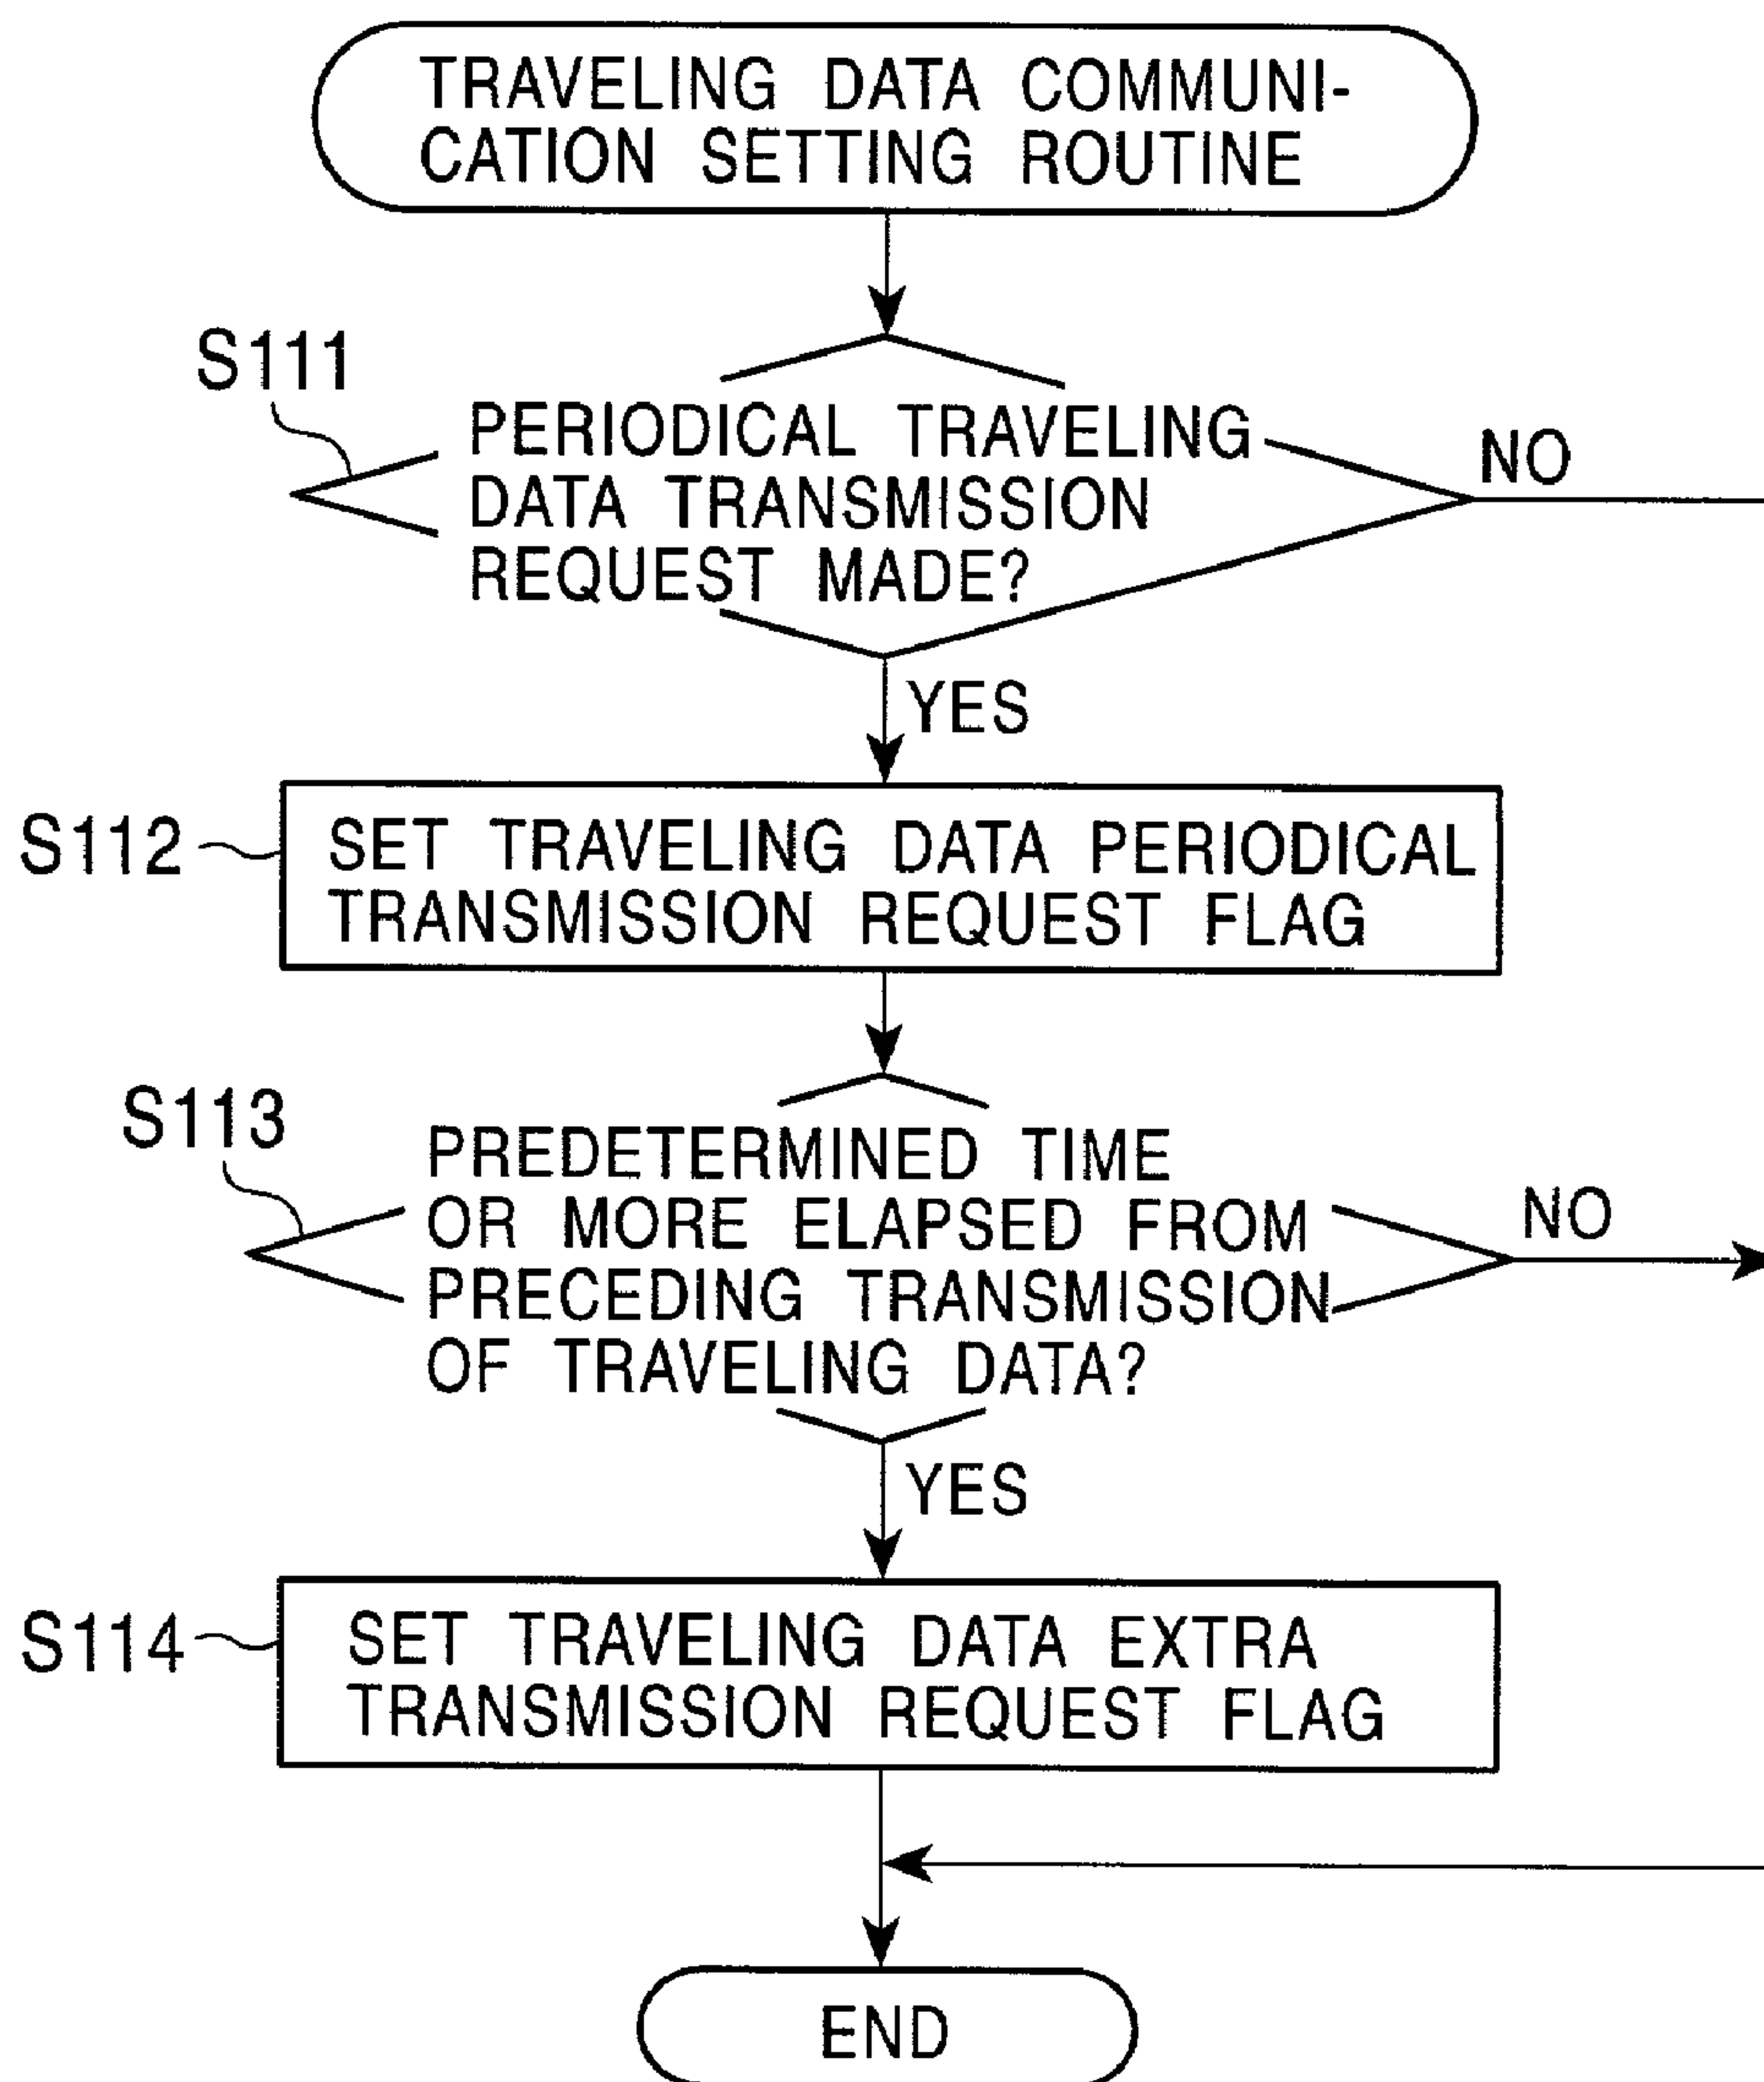 TRAVELING DATA COMMUNI-
CATION SETTING ROUTINE
S111
PERIODICAL TRAVELING
DATA TRANSMISSION
REQUEST MADE?
NO
YES
S112
SET TRAVELING DATA PERIODICAL
TRANSMISSION REQUEST FLAG
S113
PREDETERMINED TIME
OR MORE ELAPSED FROM
PRECEDING TRANSMISSION
OF TRAVELING DATA?
NO
YES
S114
SET TRAVELING DATA EXTRA
TRANSMISSION REQUEST FLAG
END